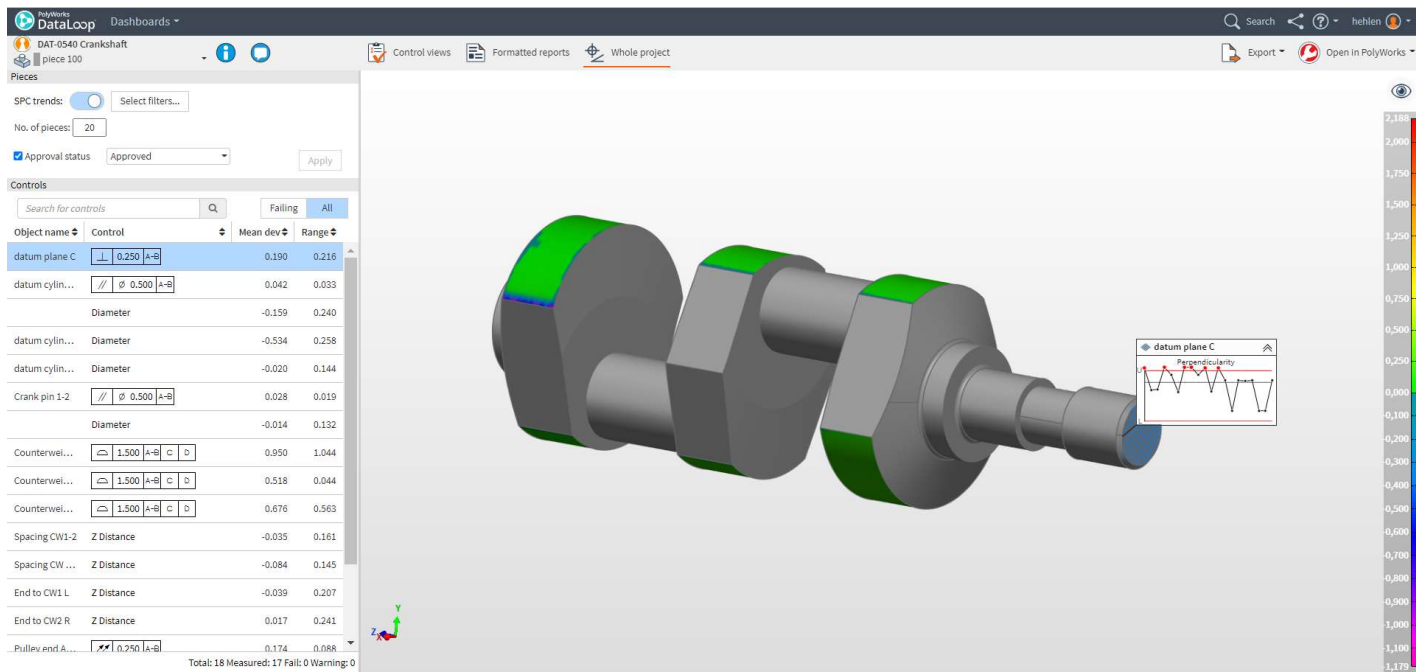 PolyWorks
DataLoop Dashboards Search ? hehlen
DAT-0540 Crankshaft
piece 100
Control views Formatted reports Whole project Export Open in PolyWorks
Pieces
SPC trends: Select filters...
No. of pieces: 20
Approval status Approved Apply
Controls
Search for controls Failing All
Object name Control Mean dev Range
datum plane C ⊥ 0.250 A-B 0.190 0.216
datum cylin... // Ø 0.500 A-B 0.042 0.033
Diameter -0.159 0.240
datum cylin... Diameter -0.534 0.258
datum cylin... Diameter -0.020 0.144
Crank pin 1-2 // Ø 0.500 A-B 0.028 0.019
Diameter -0.014 0.132
Counterwei... ⌓ 1.500 A-B C D 0.950 1.044
Counterwei... ⌓ 1.500 A-B C D 0.518 0.044
Counterwei... ⌓ 1.500 A-B C D 0.676 0.563
Spacing CW1-2 Z Distance -0.035 0.161
Spacing CW ... Z Distance -0.084 0.145
End to CW1 L Z Distance -0.039 0.207
End to CW2 R Z Distance 0.017 0.241
Pulley end A... 0.250 A-B 0.174 0.088
Total: 18 Measured: 17 Fail: 0 Warning: 0
datum plane C
Perpendicularity
U
L
Y
Z
X
2,188
2,000
1,750
1,500
1,250
1,000
0,750
0,500
0,250
0,000
-0,100
-0,200
-0,300
-0,400
-0,500
-0,600
-0,700
-0,800
-0,900
-1,000
-1,100
-1,179